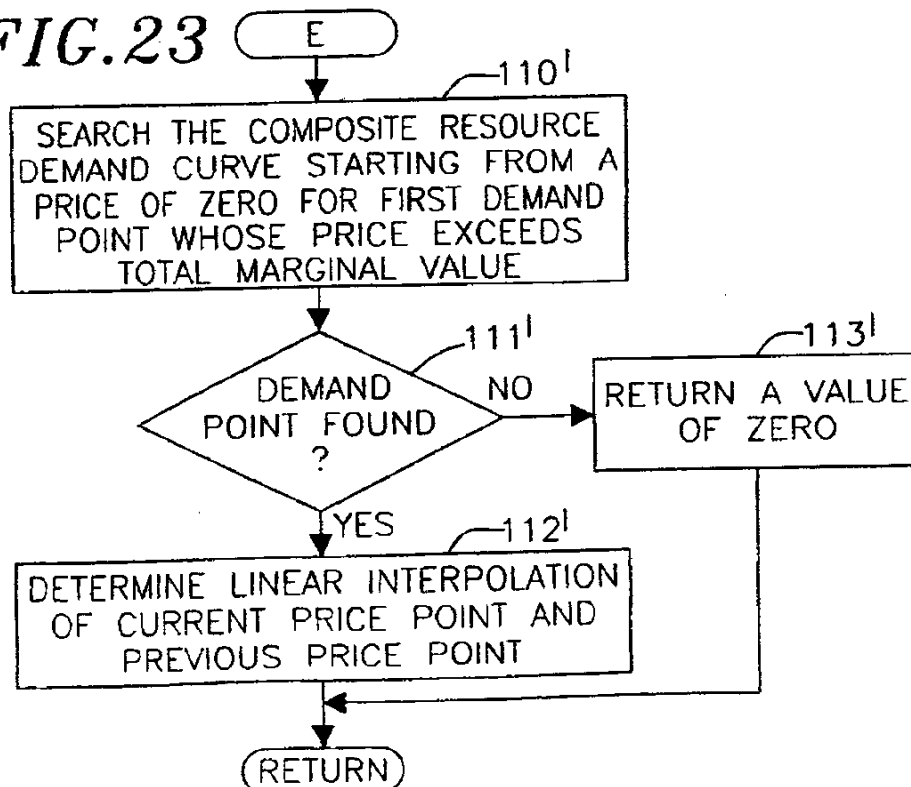 FIG.23
E
110'
SEARCH THE COMPOSITE RESOURCE
DEMAND CURVE STARTING FROM A
PRICE OF ZERO FOR FIRST DEMAND
POINT WHOSE PRICE EXCEEDS
TOTAL MARGINAL VALUE
111'
DEMAND
POINT FOUND
?
NO
113'
RETURN A VALUE
OF ZERO
YES
112'
DETERMINE LINEAR INTERPOLATION
OF CURRENT PRICE POINT AND
PREVIOUS PRICE POINT
RETURN